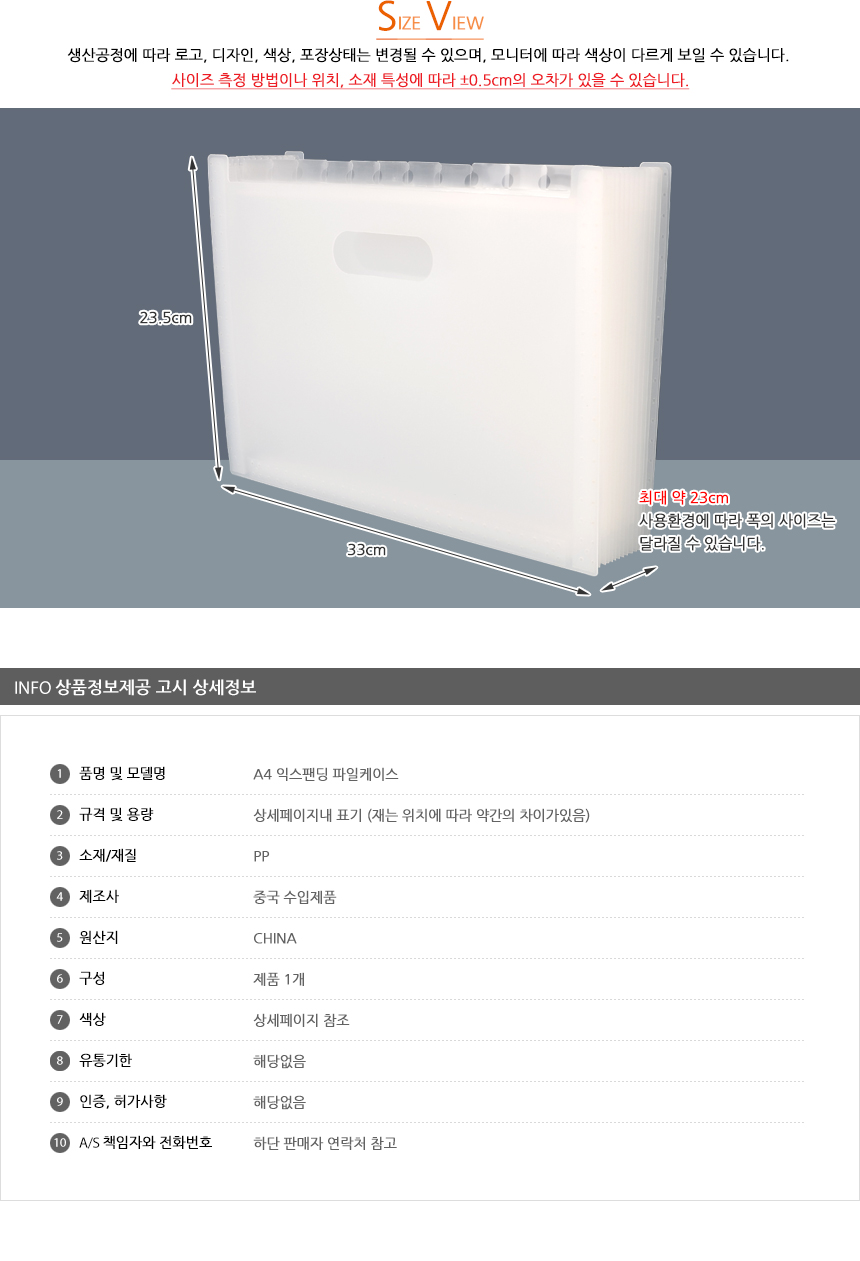 SIZE VIEW
생산공정에 따라 로고, 디자인, 색상, 포장상태는 변경될 수 있으며, 모니터에 따라 색상이 다르게 보일 수 있습니다.
사이즈 측정 방법이나 위치, 소재 특성에 따라 ±0.5cm의 오차가 있을 수 있습니다.
23.5cm
최대 약 23cm
사용환경에 따라 폭의 사이즈는
달라질 수 있습니다.
33cm
INFO 상품정보제공 고시 상세정보
1 품명 및 모델명 A4 익스팬딩 파일케이스
2 규격 및 용량 상세페이지내 표기 (재는 위치에 따라 약간의 차이가있음)
3 소재/재질 PP
4 제조사 중국 수입제품
5 원산지 CHINA
6 구성 제품 1개
7 색상 상세페이지 참조
8 유통기한 해당없음
9 인증, 허가사항 해당없음
10 A/S 책임자와 전화번호 하단 판매자 연락처 참고